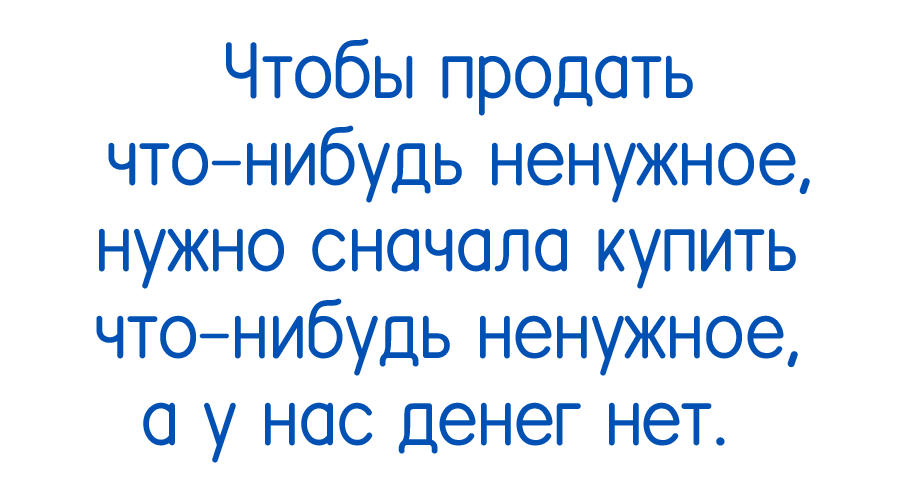 Чтобы продать
что-нибудь ненужное,
нужно сначала купить
что-нибудь ненужное,
а у нас денег нет.